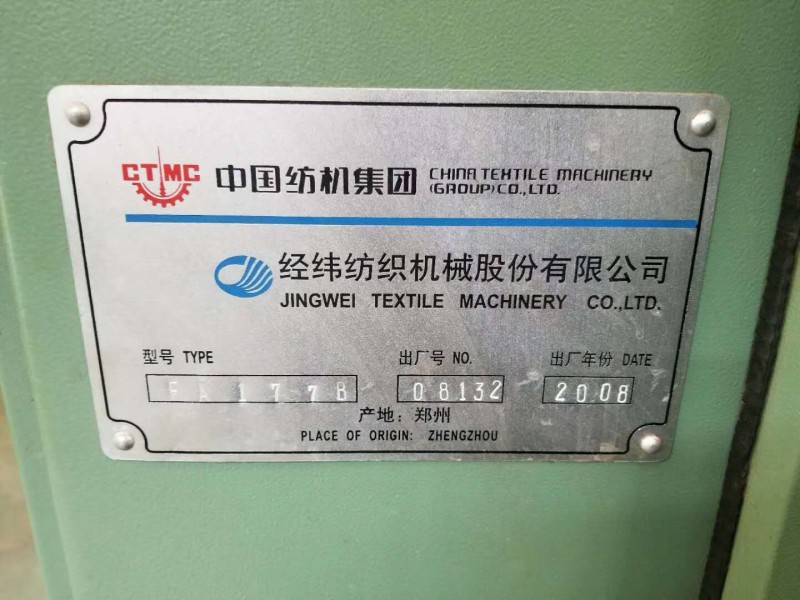 CTMC 中国纺机集团 CHINA TEXTILE MACHINERY
(GROUP)CO.,LTD.
经纬纺织机械股份有限公司
JINGWEI TEXTILE MACHINERY CO.,LTD.
型号 TYPE 出厂号 NO. 出厂年份 DATE
FA177B 08132 2008
产地: 郑州
PLACE OF ORIGIN: ZHENGZHOU